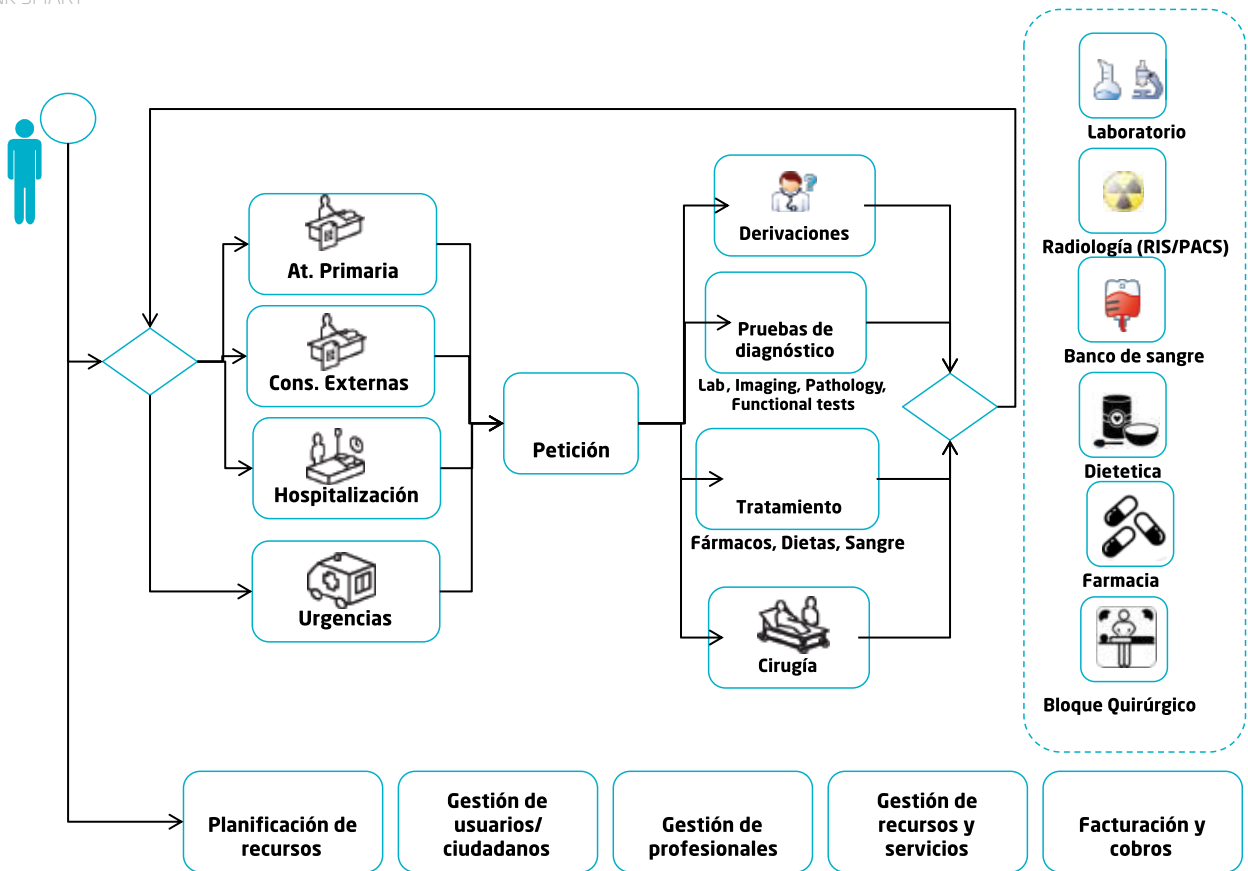 At. Primaria
Cons. Externas
Hospitalización
Urgencias
Petición
Derivaciones
?
Pruebas de
diagnóstico
Lab, Imaging, Pathology,
Functional tests
Tratamiento
Fármacos, Dietas, Sangre
Cirugía
Laboratorio
Radiología (RIS/PACS)
Banco de sangre
Dietetica
Farmacia
Bloque Quirúrgico
Planificación de
recursos
Gestión de
usuarios/
ciudadanos
Gestión de
profesionales
Gestión de
recursos y
servicios
Facturación y
cobros